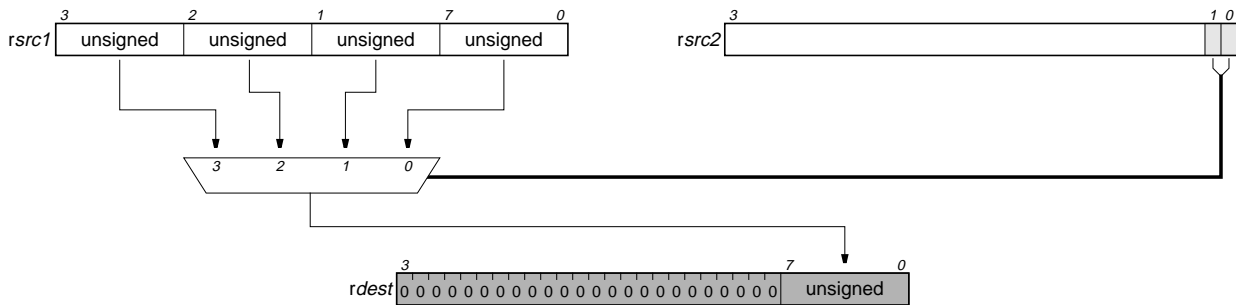 3 2 1 7 0 3 1 0
rsrc1 unsigned unsigned unsigned unsigned rsrc2
3 2 1 0
3 7 0
rdest 0 0 0 0 0 0 0 0 0 0 0 0 0 0 0 0 0 0 0 0 0 0 0 0 unsigned